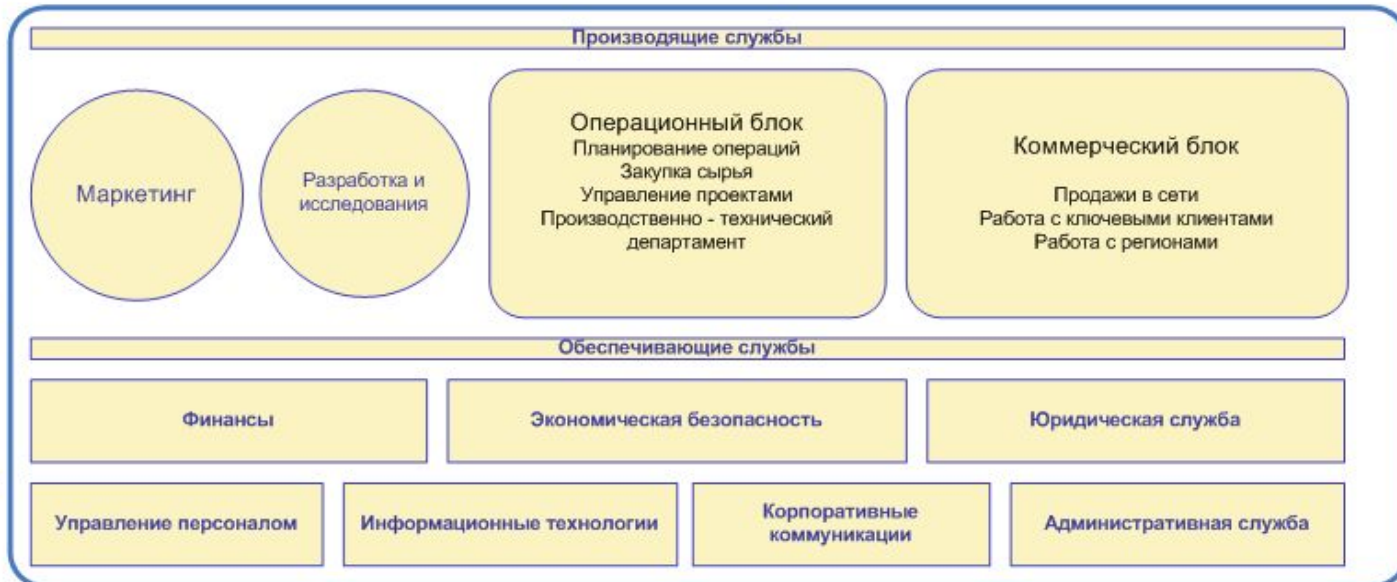 Производящие службы
Маркетинг
Разработка и
исследования
Операционный блок
Планирование операций
Закупка сырья
Управление проектами
Производственно - технический
департамент
Коммерческий блок
Продажи в сети
Работа с ключевыми клиентами
Работа с регионами
Обеспечивающие службы
Финансы
Экономическая безопасность
Юридическая служба
Управление персоналом
Информационные технологии
Корпоративные
коммуникации
Административная служба